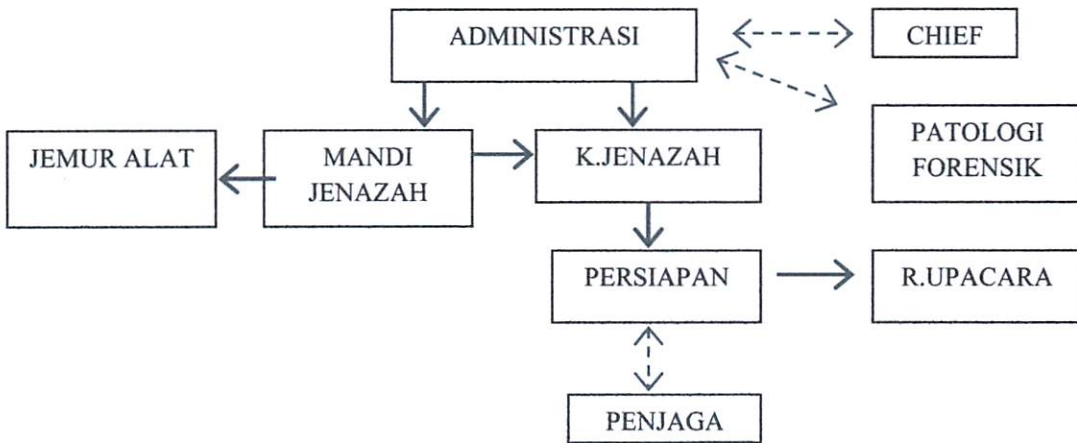 ADMINISTRASI
CHIEF
JEMUR ALAT
MANDI
JENAZAH
K.JENAZAH
PATOLOGI
FORENSIK
PERSIAPAN
R.UPACARA
PENJAGA